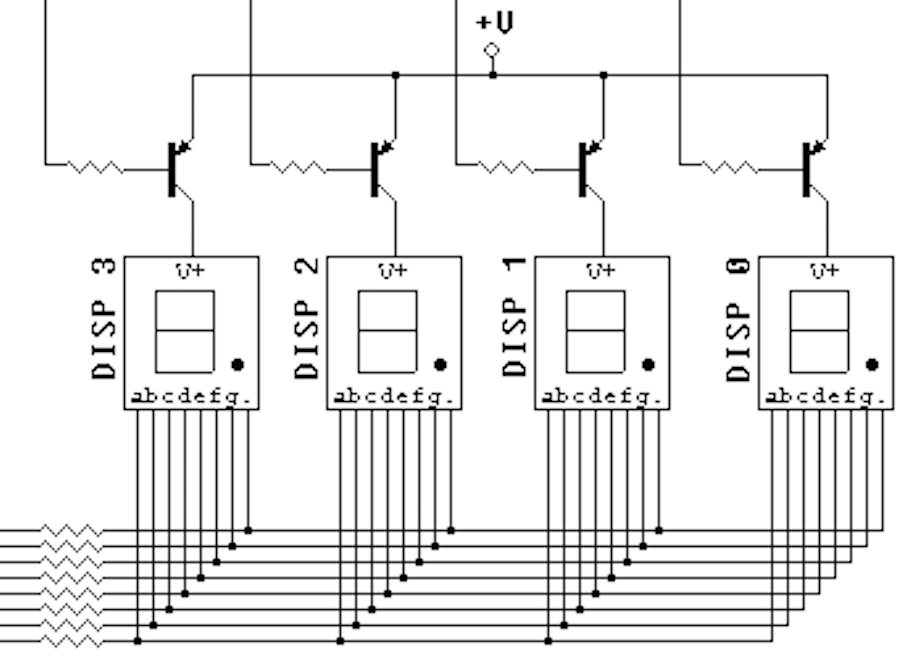 +V
DISP 3
V+
abcdefg.
DISP 2
V+
abcdefg.
DISP 1
V+
abcdefg.
DISP 0
V+
abcdefg.